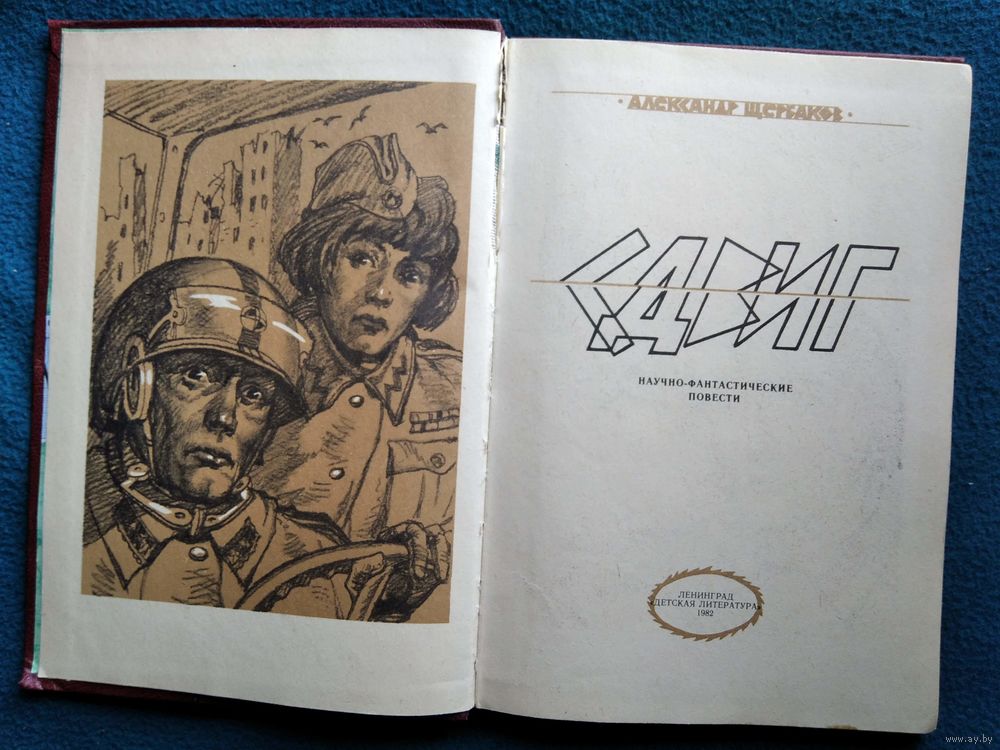 · АЛЕКСАНДР ЩЕРБАКОВ ·
СДВИГ
НАУЧНО-ФАНТАСТИЧЕСКИЕ
ПОВЕСТИ
ЛЕНИНГРАД
«ДЕТСКАЯ ЛИТЕРАТУРА»
1982
www.ay.by